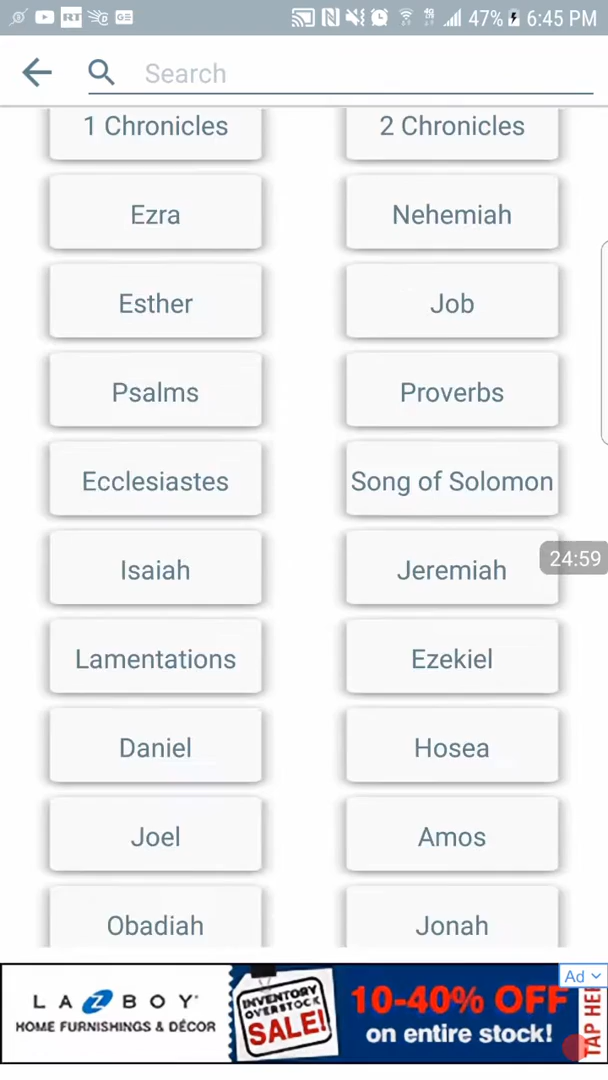 RT GE 47% 6:45 PM
Search
1 Chronicles 2 Chronicles
Ezra Nehemiah
Esther Job
Psalms Proverbs
Ecclesiastes Song of Solomon
Isaiah Jeremiah
24:59
Lamentations Ezekiel
Daniel Hosea
Joel Amos
Obadiah Jonah
Ad
LA Z BOY
HOME FURNISHINGS & DÉCOR
INVENTORY
OVERSTOCK
SALE!
10-40% OFF
on entire stock!
TAP HE